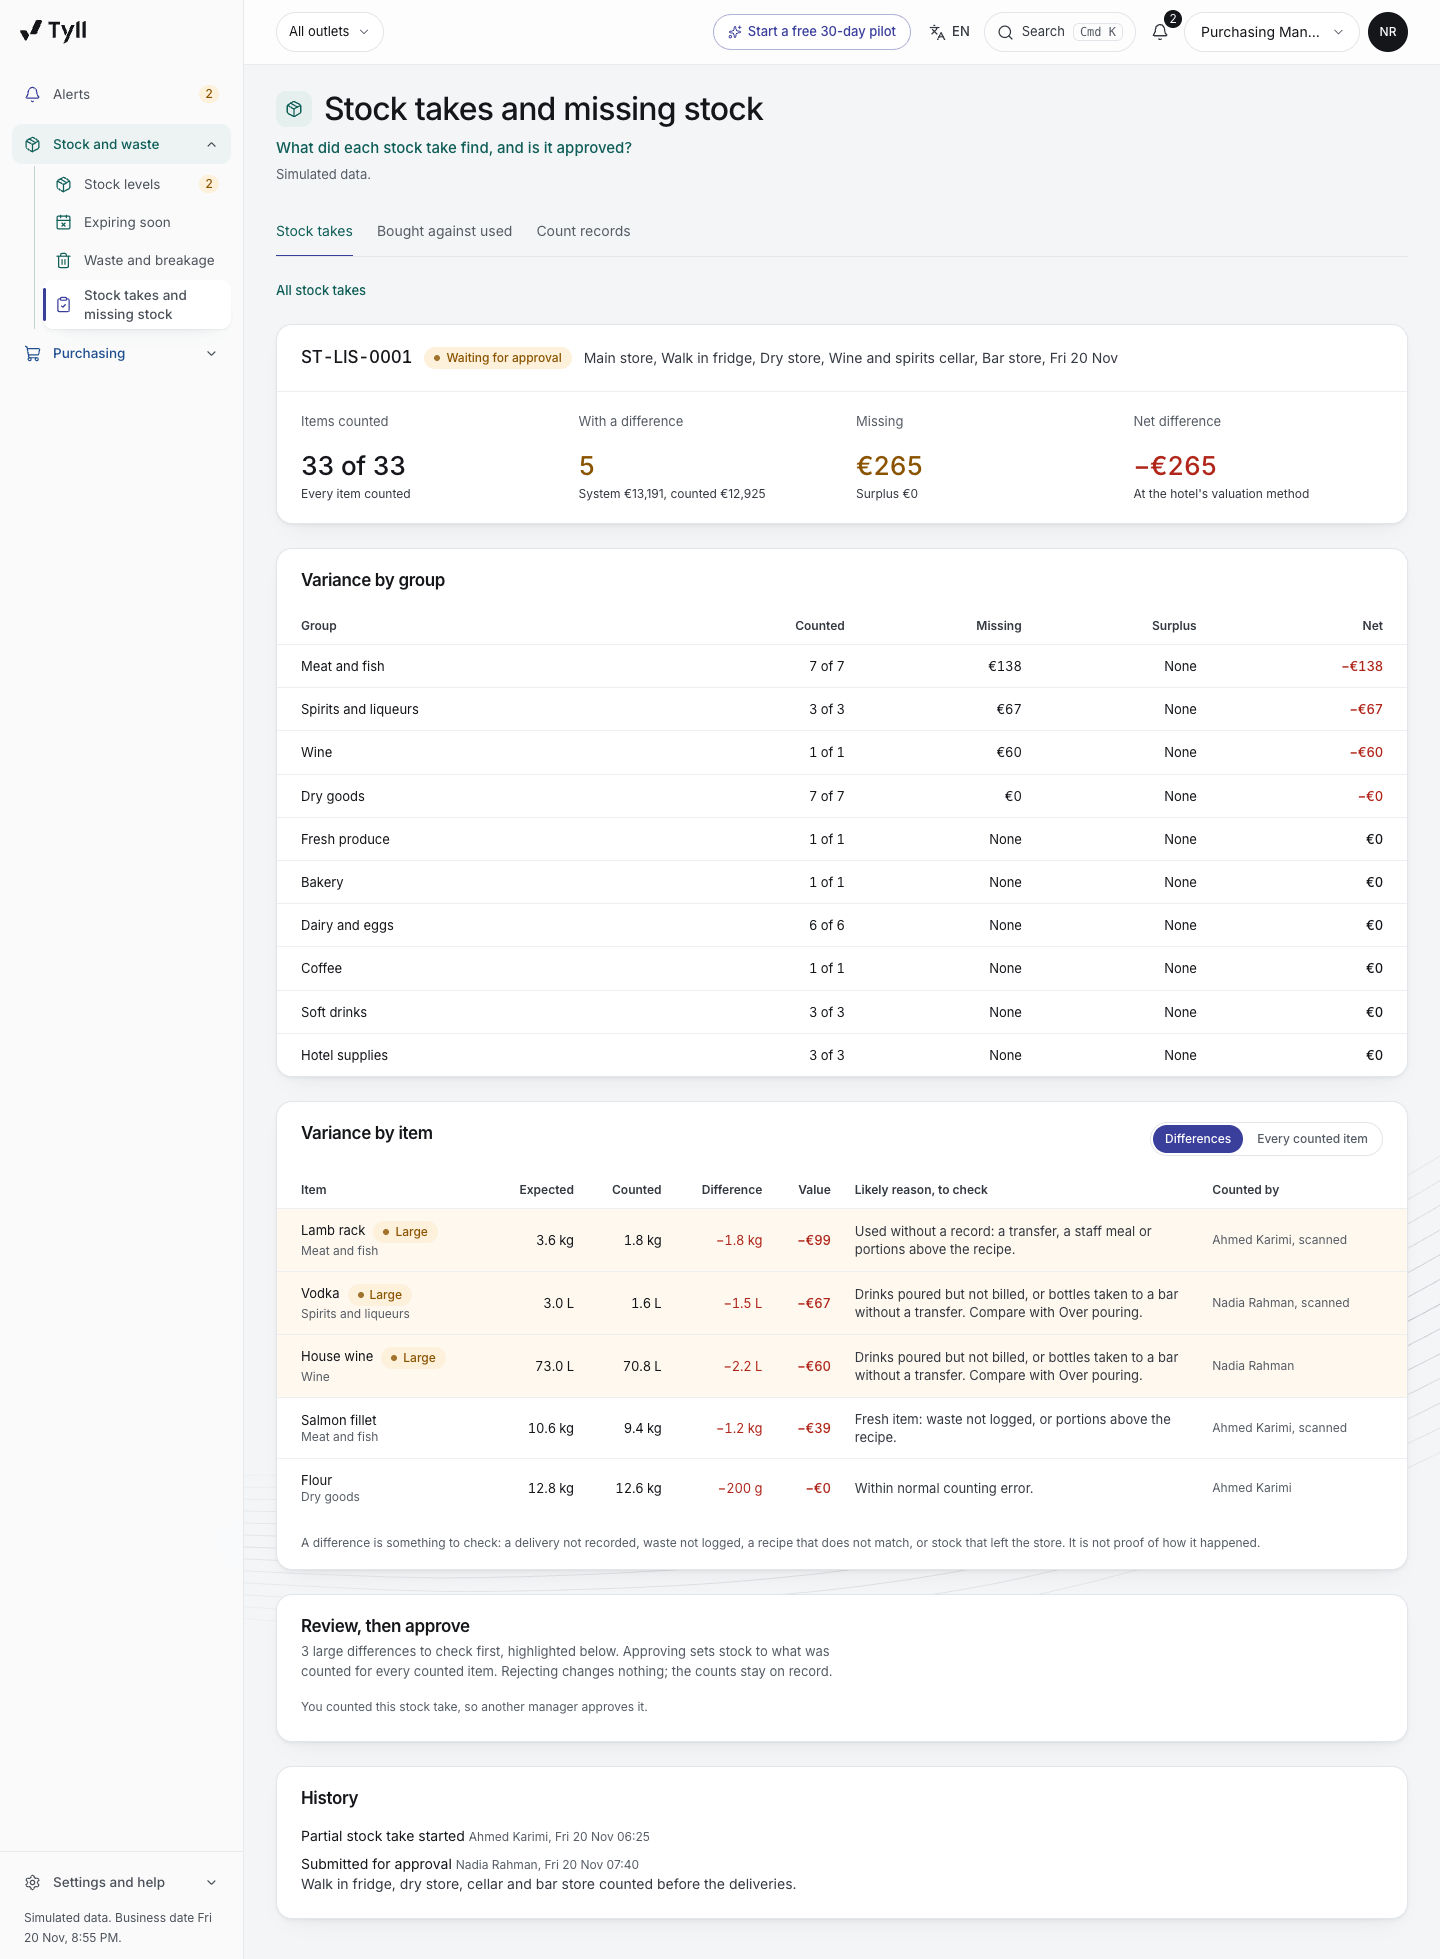 Tyll
All outlets
Start a free 30-day pilot
EN
Search Cmd K
2
Purchasing Man...
NR
Alerts 2
Stock and waste
Stock levels 2
Expiring soon
Waste and breakage
Stock takes and
missing stock
Purchasing
Settings and help
Simulated data. Business date Fri
20 Nov, 8:55 PM.
Stock takes and missing stock
What did each stock take find, and is it approved?
Simulated data.
Stock takes Bought against used Count records
All stock takes
ST-LIS-0001 Waiting for approval Main store, Walk in fridge, Dry store, Wine and spirits cellar, Bar store, Fri 20 Nov
Items counted With a difference Missing Net difference
33 of 33 5 €265 −€265
Every item counted System €13,191, counted €12,925 Surplus €0 At the hotel's valuation method
Variance by group
Group Counted Missing Surplus Net
Meat and fish 7 of 7 €138 None −€138
Spirits and liqueurs 3 of 3 €67 None −€67
Wine 1 of 1 €60 None −€60
Dry goods 7 of 7 €0 None −€0
Fresh produce 1 of 1 None None €0
Bakery 1 of 1 None None €0
Dairy and eggs 6 of 6 None None €0
Coffee 1 of 1 None None €0
Soft drinks 3 of 3 None None €0
Hotel supplies 3 of 3 None None €0
Variance by item
Differences Every counted item
Item Expected Counted Difference Value Likely reason, to check Counted by
Lamb rack Large
Meat and fish
3.6 kg 1.8 kg −1.8 kg −€99
Used without a record: a transfer, a staff meal or
portions above the recipe.
Ahmed Karimi, scanned
Vodka Large
Spirits and liqueurs
3.0 L 1.6 L −1.5 L −€67
Drinks poured but not billed, or bottles taken to a bar
without a transfer. Compare with Over pouring.
Nadia Rahman, scanned
House wine Large
Wine
73.0 L 70.8 L −2.2 L −€60
Drinks poured but not billed, or bottles taken to a bar
without a transfer. Compare with Over pouring.
Nadia Rahman
Salmon fillet
Meat and fish
10.6 kg 9.4 kg −1.2 kg −€39
Fresh item: waste not logged, or portions above the
recipe.
Ahmed Karimi, scanned
Flour
Dry goods
12.8 kg 12.6 kg −200 g −€0
Within normal counting error.
Ahmed Karimi
A difference is something to check: a delivery not recorded, waste not logged, a recipe that does not match, or stock that left the store. It is not proof of how it happened.
Review, then approve
3 large differences to check first, highlighted below. Approving sets stock to what was
counted for every counted item. Rejecting changes nothing; the counts stay on record.
You counted this stock take, so another manager approves it.
History
Partial stock take started Ahmed Karimi, Fri 20 Nov 06:25
Submitted for approval Nadia Rahman, Fri 20 Nov 07:40
Walk in fridge, dry store, cellar and bar store counted before the deliveries.